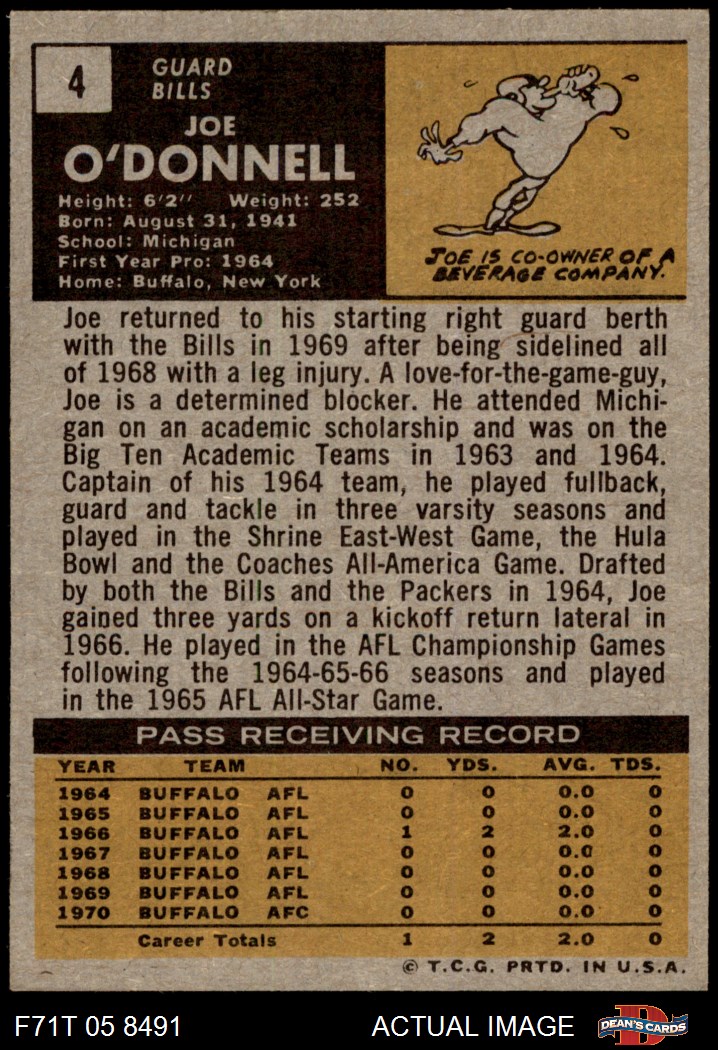 4
GUARD
BILLS
JOE
O'DONNELL
Height: 6'2'' Weight: 252
Born: August 31, 1941
School: Michigan
First Year Pro: 1964
Home: Buffalo, New York
JOE IS CO-OWNER OF A
BEVERAGE COMPANY.
Joe returned to his starting right guard berth
with the Bills in 1969 after being sidelined all
of 1968 with a leg injury. A love-for-the-game-guy,
Joe is a determined blocker. He attended Michi-
gan on an academic scholarship and was on the
Big Ten Academic Teams in 1963 and 1964.
Captain of his 1964 team, he played fullback,
guard and tackle in three varsity seasons and
played in the Shrine East-West Game, the Hula
Bowl and the Coaches All-America Game. Drafted
by both the Bills and the Packers in 1964, Joe
gained three yards on a kickoff return lateral in
1966. He played in the AFL Championship Games
following the 1964-65-66 seasons and played
in the 1965 AFL All-Star Game.
PASS RECEIVING RECORD
YEAR TEAM NO. YDS. AVG. TDS.
1964 BUFFALO AFL 0 0 0.0 0
1965 BUFFALO AFL 0 0 0.0 0
1966 BUFFALO AFL 1 2 2.0 0
1967 BUFFALO AFL 0 0 0.0 0
1968 BUFFALO AFL 0 0 0.0 0
1969 BUFFALO AFL 0 0 0.0 0
1970 BUFFALO AFC 0 0 0.0 0
Career Totals 1 2 2.0 0
© T.C.G. PRTD. IN U.S.A.
F71T 05 8491 ACTUAL IMAGE
D
DEAN'S CARDS